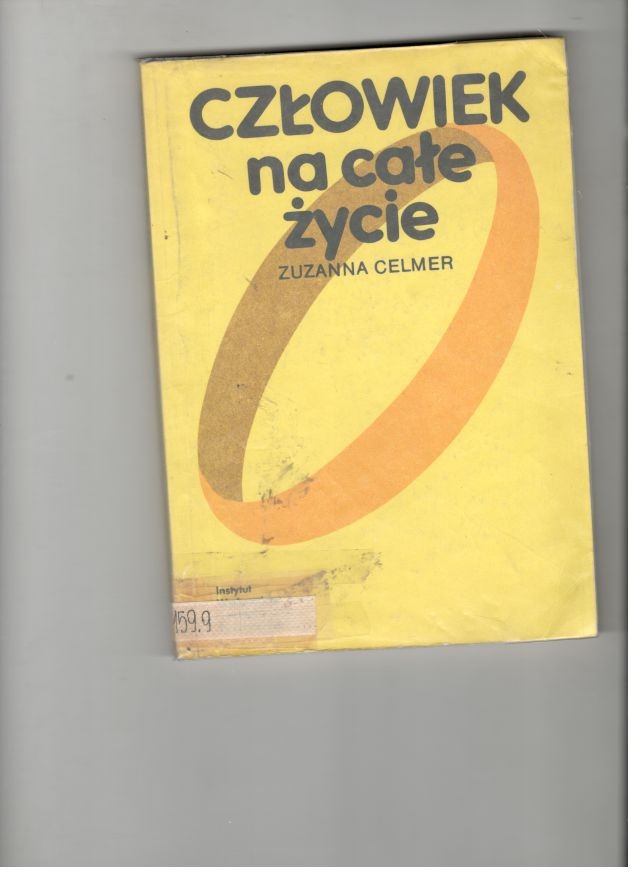 CZŁOWIEK
na całe
życie
ZUZANNA CELMER
Instytut
159.9